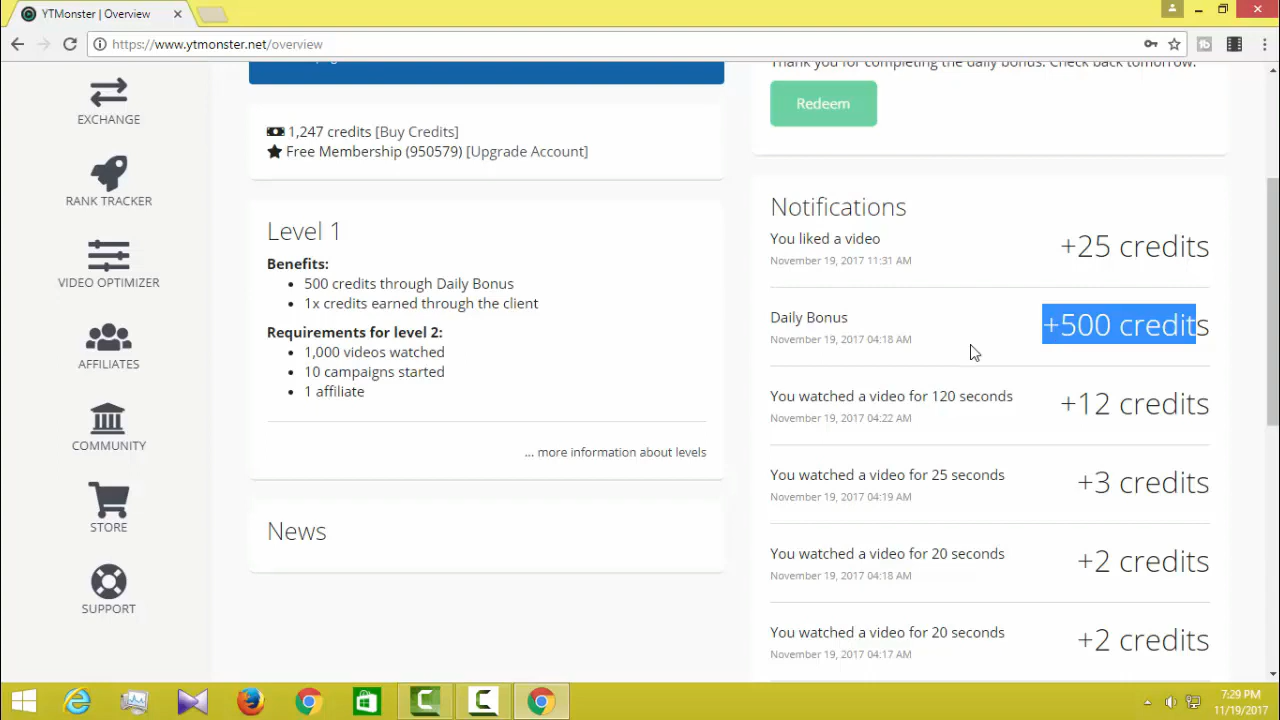 YTMonster | Overview
https://www.ytmonster.net/overview
EXCHANGE
RANK TRACKER
VIDEO OPTIMIZER
AFFILIATES
COMMUNITY
STORE
SUPPORT
1,247 credits [Buy Credits]
Free Membership (950579) [Upgrade Account]
Level 1
Benefits:
500 credits through Daily Bonus
1x credits earned through the client
Requirements for level 2:
1,000 videos watched
10 campaigns started
1 affiliate
... more information about levels
News
Thank you for completing the daily bonus. Check back tomorrow.
Redeem
Notifications
You liked a video
November 19, 2017 11:31 AM
+25 credits
Daily Bonus
November 19, 2017 04:18 AM
+500 credits
You watched a video for 120 seconds
November 19, 2017 04:22 AM
+12 credits
You watched a video for 25 seconds
November 19, 2017 04:19 AM
+3 credits
You watched a video for 20 seconds
November 19, 2017 04:18 AM
+2 credits
You watched a video for 20 seconds
November 19, 2017 04:17 AM
+2 credits
7:29 PM
11/19/2017